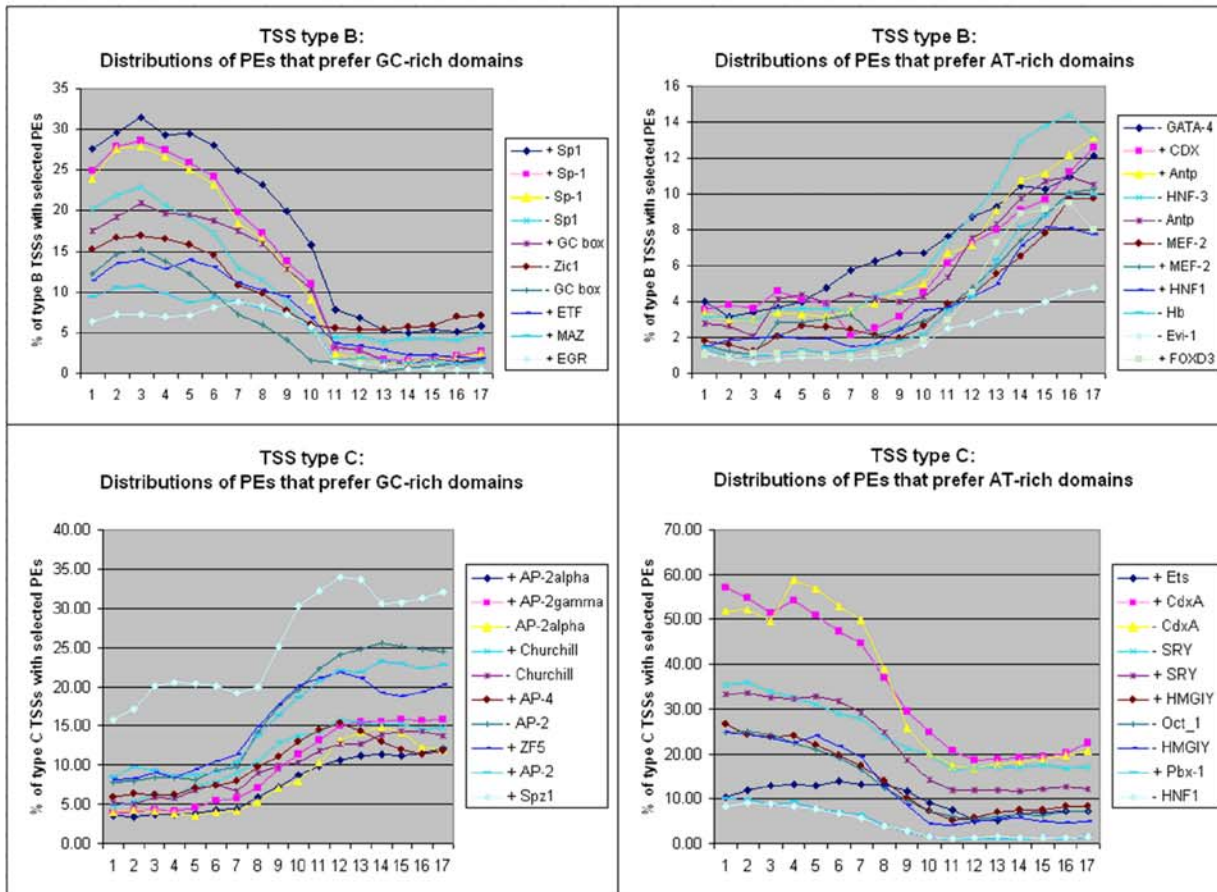 TSS type B:
Distributions of PEs that prefer GC-rich domains
% of type B TSSs with selected PEs
35
30
25
20
15
10
5
0
1 2 3 4 5 6 7 8 9 10 11 12 13 14 15 16 17
+ Sp1
+ Sp-1
- Sp-1
- Sp1
+ GC box
- Zic1
- GC box
+ ETF
+ MAZ
+ EGR
TSS type B:
Distributions of PEs that prefer AT-rich domains
% of type B TSSs with selected PEs
16
14
12
10
8
6
4
2
0
1 2 3 4 5 6 7 8 9 10 11 12 13 14 15 16 17
- GATA-4
+ CDX
+ Antp
- HNF-3
- Antp
- MEF-2
+ MEF-2
+ HNF1
- Hb
- Evi-1
+ FOXD3
TSS type C:
Distributions of PEs that prefer GC-rich domains
% of type C TSSs with selected PEs
40.00
35.00
30.00
25.00
20.00
15.00
10.00
5.00
0.00
1 2 3 4 5 6 7 8 9 10 11 12 13 14 15 16 17
+ AP-2alpha
+ AP-2gamma
- AP-2alpha
+ Churchill
- Churchill
+ AP-4
- AP-2
+ ZF5
+ AP-2
+ Spz1
TSS type C:
Distributions of PEs that prefer AT-rich domains
% of type C TSSs with selected PEs
70.00
60.00
50.00
40.00
30.00
20.00
10.00
0.00
1 2 3 4 5 6 7 8 9 10 11 12 13 14 15 16 17
+ Ets
+ CdxA
- CdxA
- SRY
+ SRY
+ HMGIY
- Oct_1
- HMGIY
+ Pbx-1
- HNF1